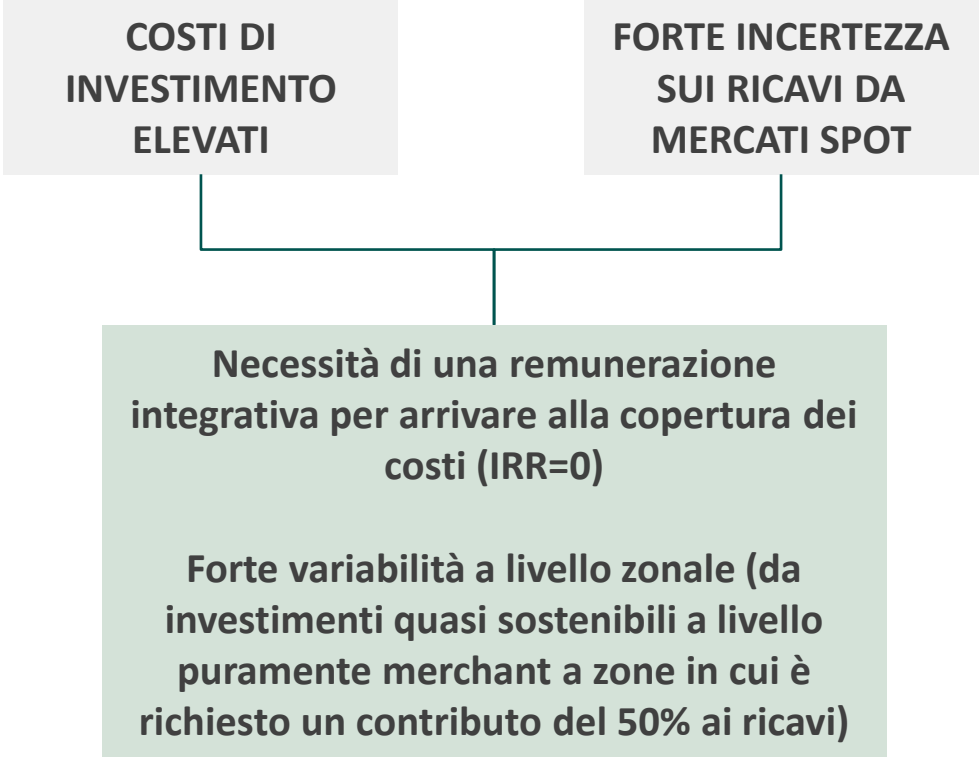 COSTI DI
INVESTIMENTO
ELEVATI
FORTE INCERTEZZA
SUI RICAVI DA
MERCATI SPOT
Necessità di una remunerazione
integrativa per arrivare alla copertura dei
costi (IRR=0)
Forte variabilità a livello zonale (da
investimenti quasi sostenibili a livello
puramente merchant a zone in cui è
richiesto un contributo del 50% ai ricavi)